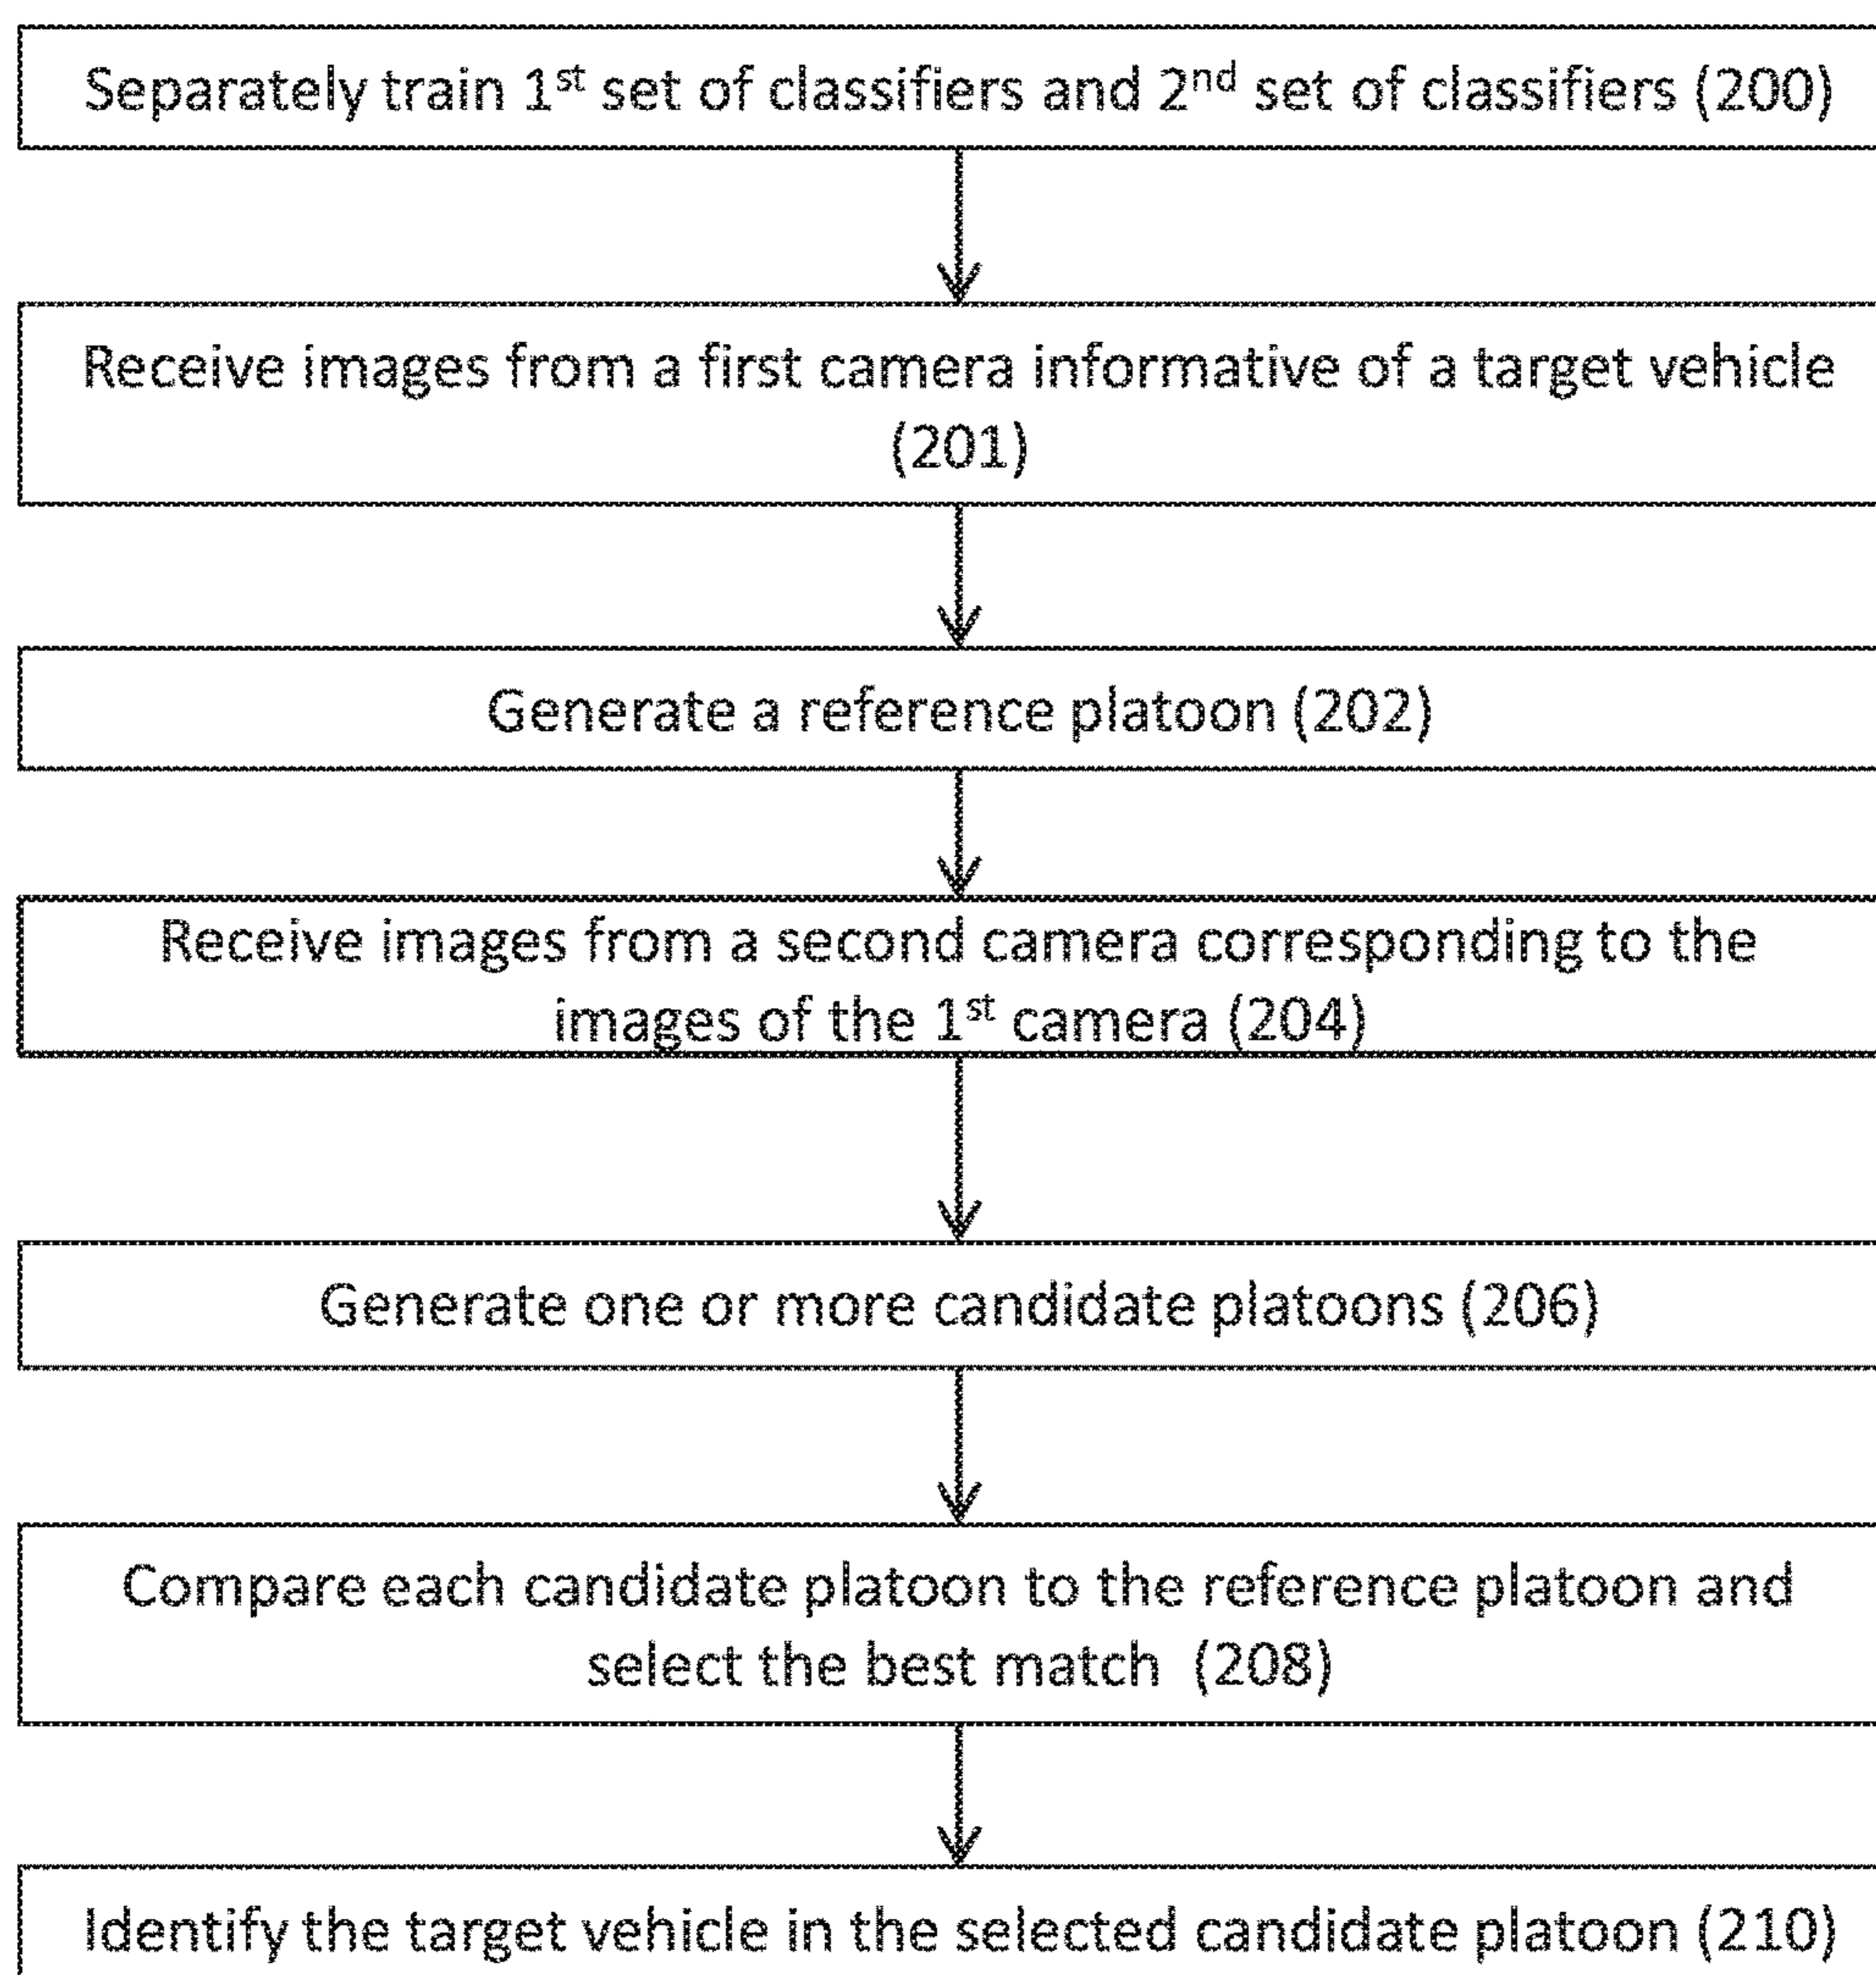 Separately train 1st set of classifiers and 2nd set of classifiers (200)
Receive images from a first camera informative of a target vehicle
(201)
Generate a reference platoon (202)
Receive images from a second camera corresponding to the
images of the 1st camera (204)
Generate one or more candidate platoons (206)
Compare each candidate platoon to the reference platoon and
select the best match (208)
Identify the target vehicle in the selected candidate platoon (210)